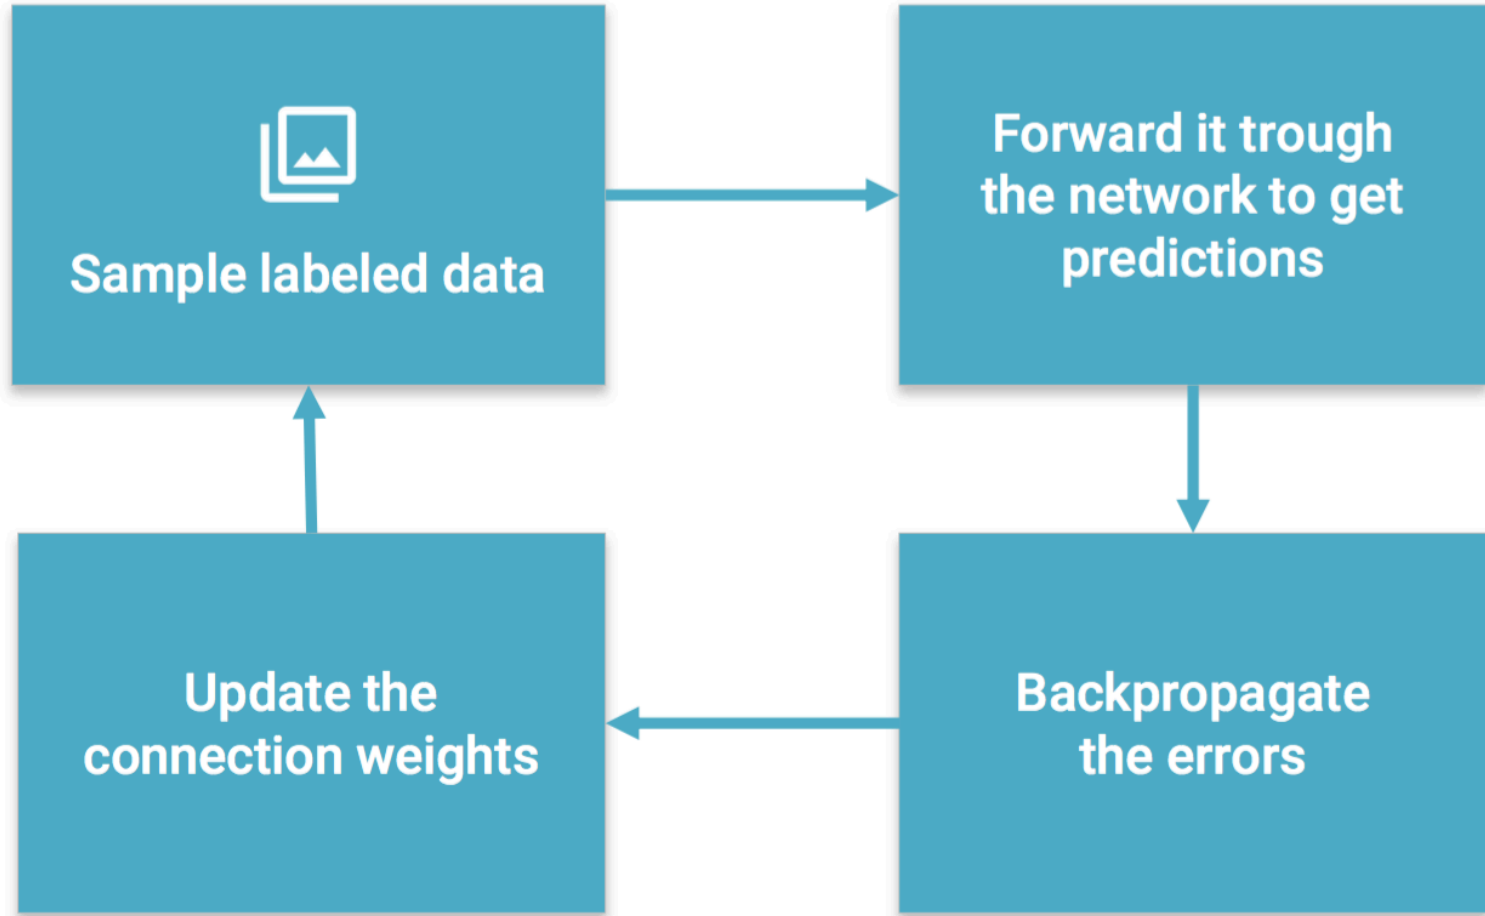 Sample labeled data
Forward it trough
the network to get
predictions
Backpropagate
the errors
Update the
connection weights